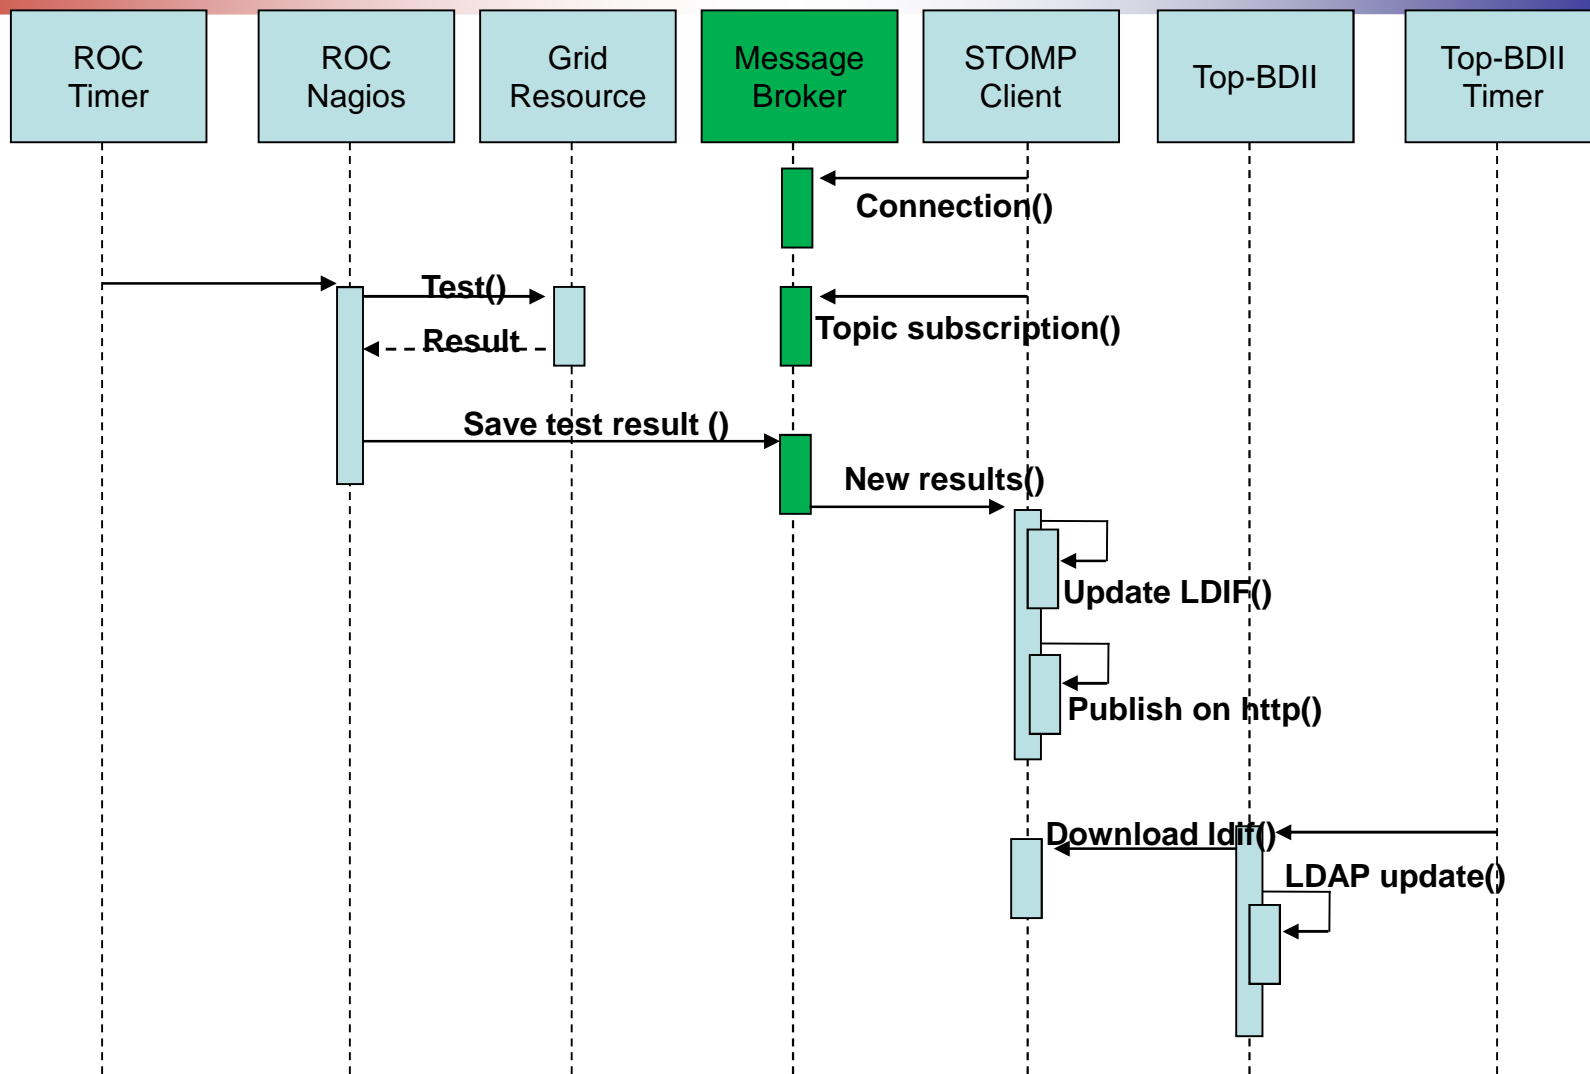 ROC
Timer
ROC
Nagios
Grid
Resource
Message
Broker
STOMP
Client
Top-BDII
Top-BDII
Timer
Connection()
Test()
Topic subscription()
Result
Save test result ()
New results()
Update LDIF()
Publish on http()
Download ldif()
LDAP update()